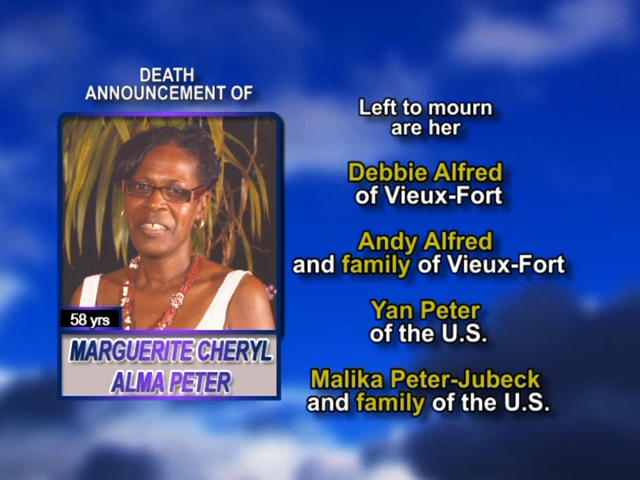 DEATH
ANNOUNCEMENT OF
58 yrs
MARGUERITE CHERYL
ALMA PETER
Left to mourn
are her
Debbie Alfred
of Vieux-Fort
Andy Alfred
and family of Vieux-Fort
Yan Peter
of the U.S.
Malika Peter-Jubeck
and family of the U.S.